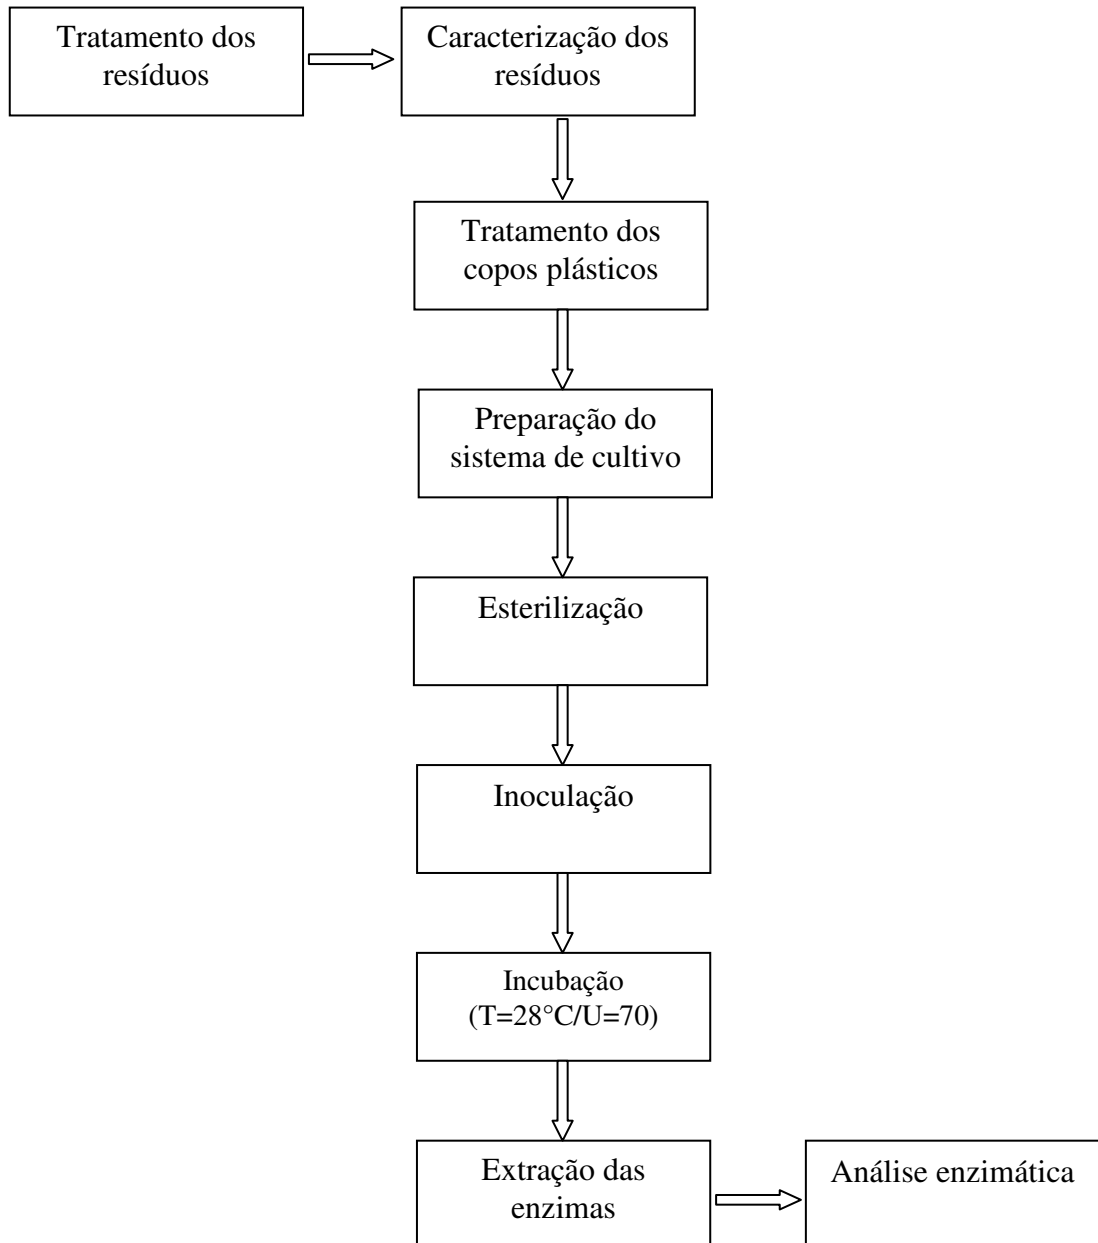 Tratamento dos
resíduos
Caracterização dos
resíduos
Tratamento dos
copos plásticos
Preparação do
sistema de cultivo
Esterilização
Inoculação
Incubação
(T=28°C/U=70)
Extração das
enzimas
Análise enzimática